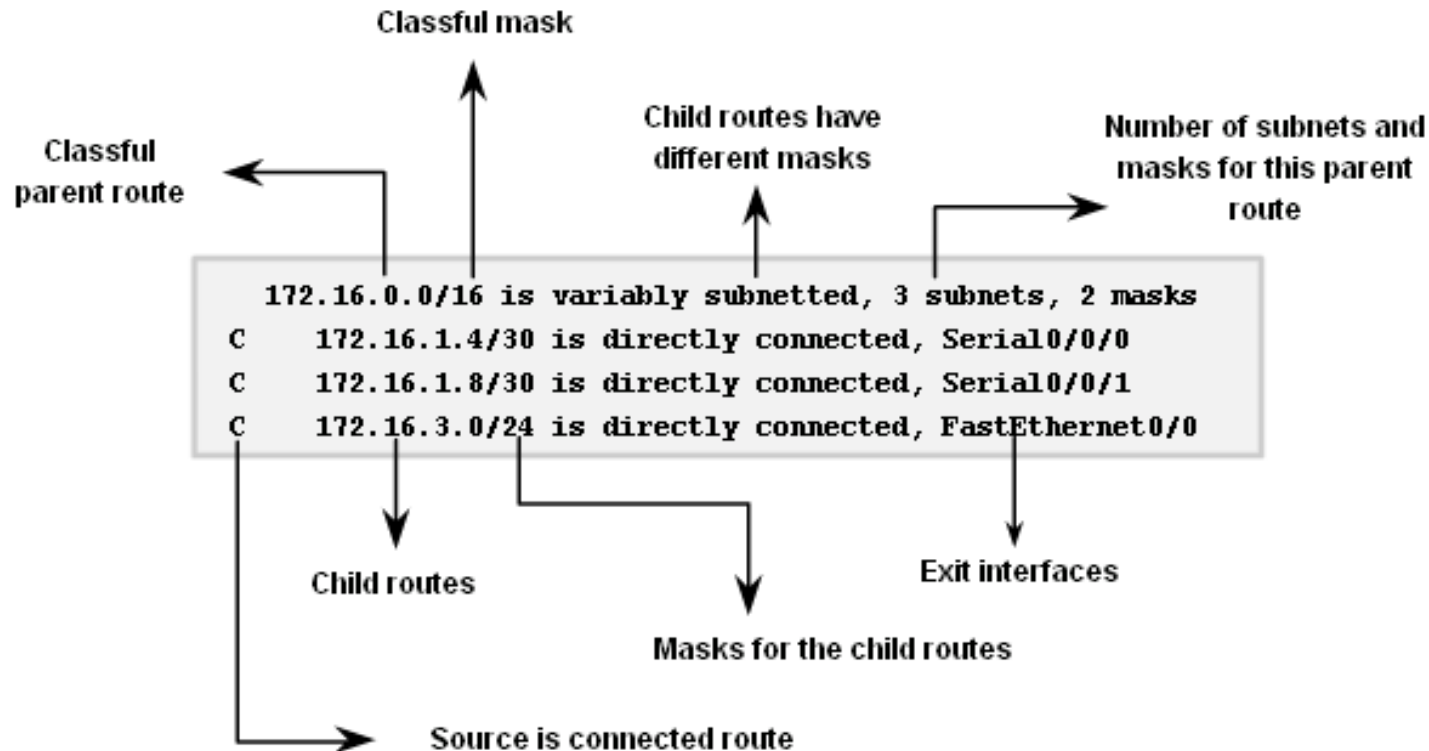 Classful mask
Child routes have
different masks
Number of subnets and
masks for this parent
route
Classful
parent route
172.16.0.0/16 is variably subnetted, 3 subnets, 2 masks
C 172.16.1.4/30 is directly connected, Serial0/0/0
C 172.16.1.8/30 is directly connected, Serial0/0/1
C 172.16.3.0/24 is directly connected, FastEthernet0/0
Child routes
Exit interfaces
Masks for the child routes
Source is connected route